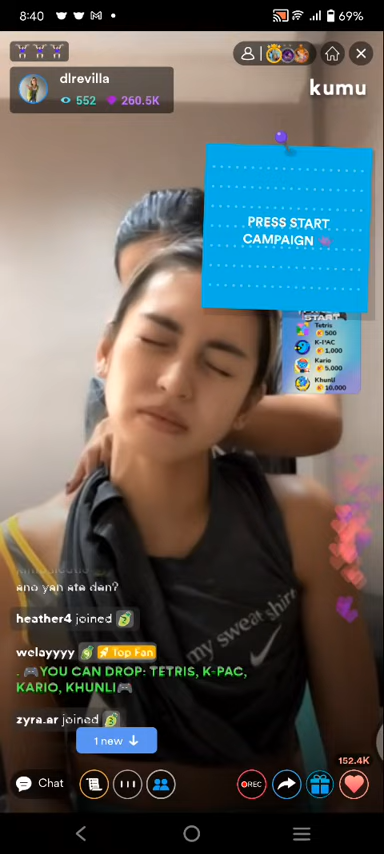 8:40
69%
dlrevilla
552 260.5K
kumu
PRESS START
CAMPAIGN
START
Tetris
500
K-PAC
1,000
Kario
5,000
Khunli
10,000
my sweat shirt
ano yan ate den?
heather4 joined
welayyyy Top Fan
. 🎮YOU CAN DROP: TETRIS, K-PAC,
KARIO, KHUNLI🎮
zyra.ar joined
1 new
152.4K
Chat
REC